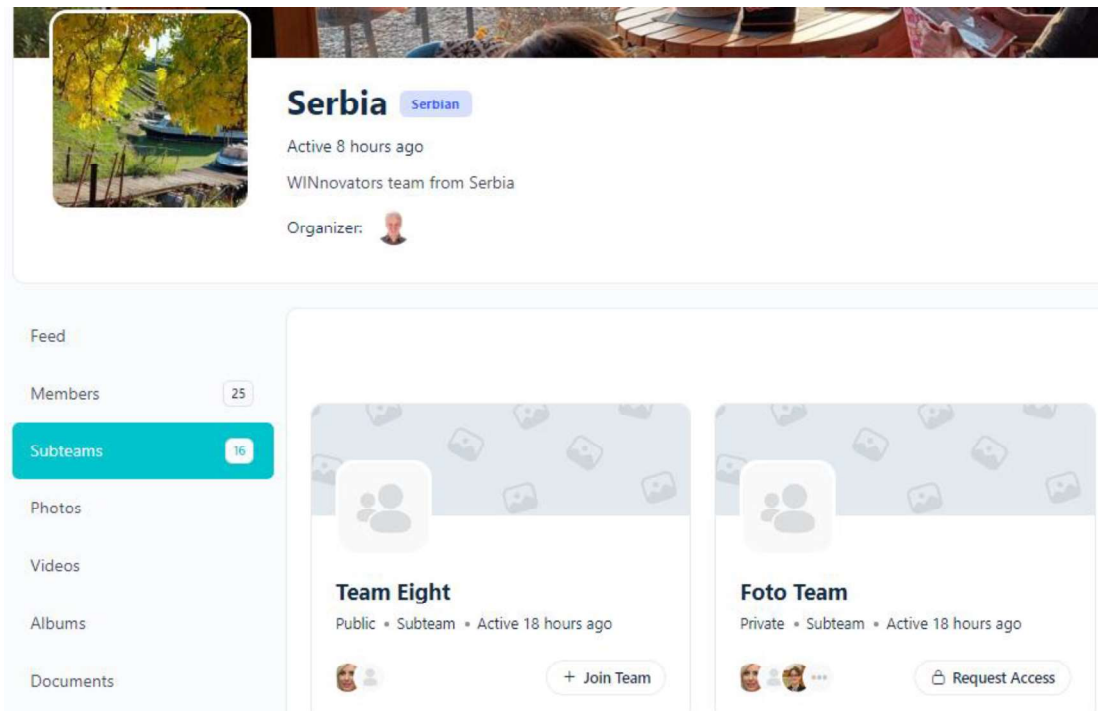 Serbia Serbian
Active 8 hours ago
WINnovators team from Serbia
Organizer:
Feed
Members 25
Subteams 16
Photos
Videos
Albums
Documents
Team Eight
Public • Subteam • Active 18 hours ago
+ Join Team
Foto Team
Private • Subteam • Active 18 hours ago
Request Access